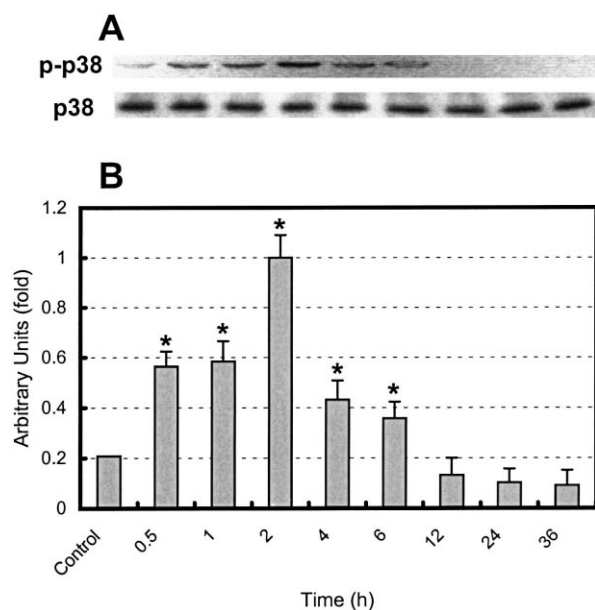 A
p-p38
p38
B
Arbitrary Units (fold)
1.2
1
0.8
0.6
0.4
0.2
0
* * * * *
Control 0.5 1 2 4 6 12 24 36
Time (h)